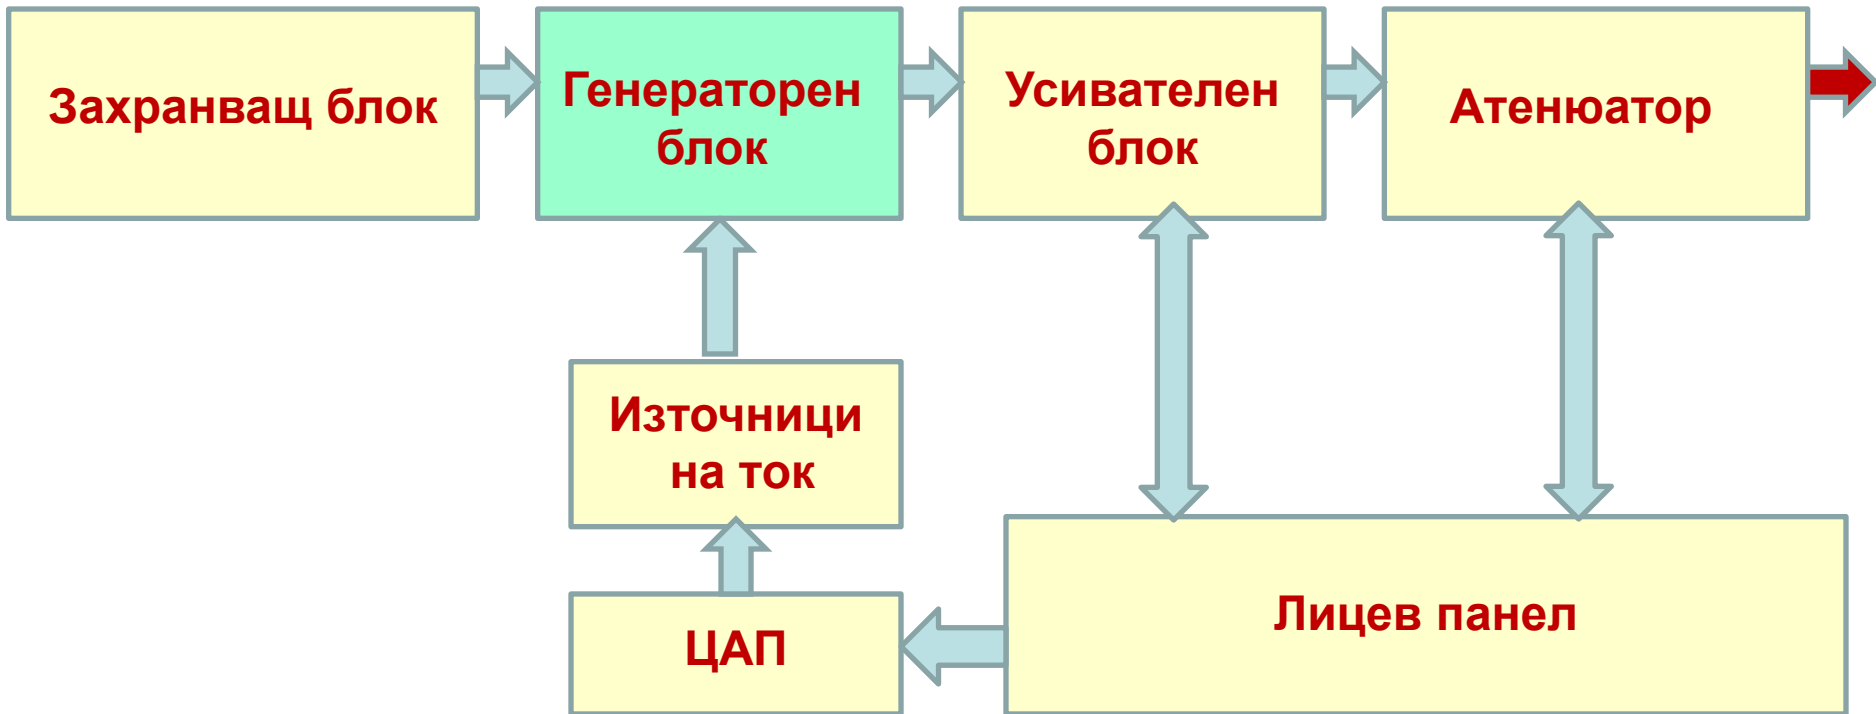 Захранващ блок
Генераторен
блок
Усивателен
блок
Атенюатор
Източници
на ток
ЦАП
Лицев панел